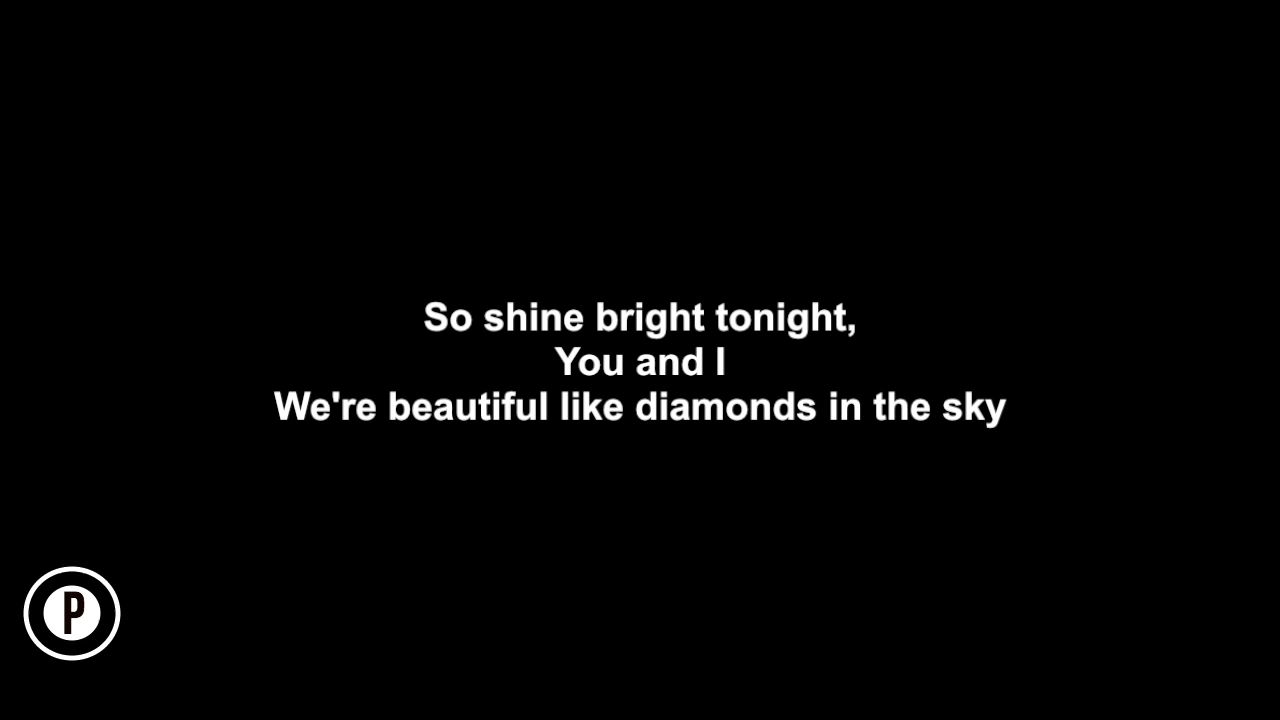 So shine bright tonight,
You and I
We're beautiful like diamonds in the sky
P